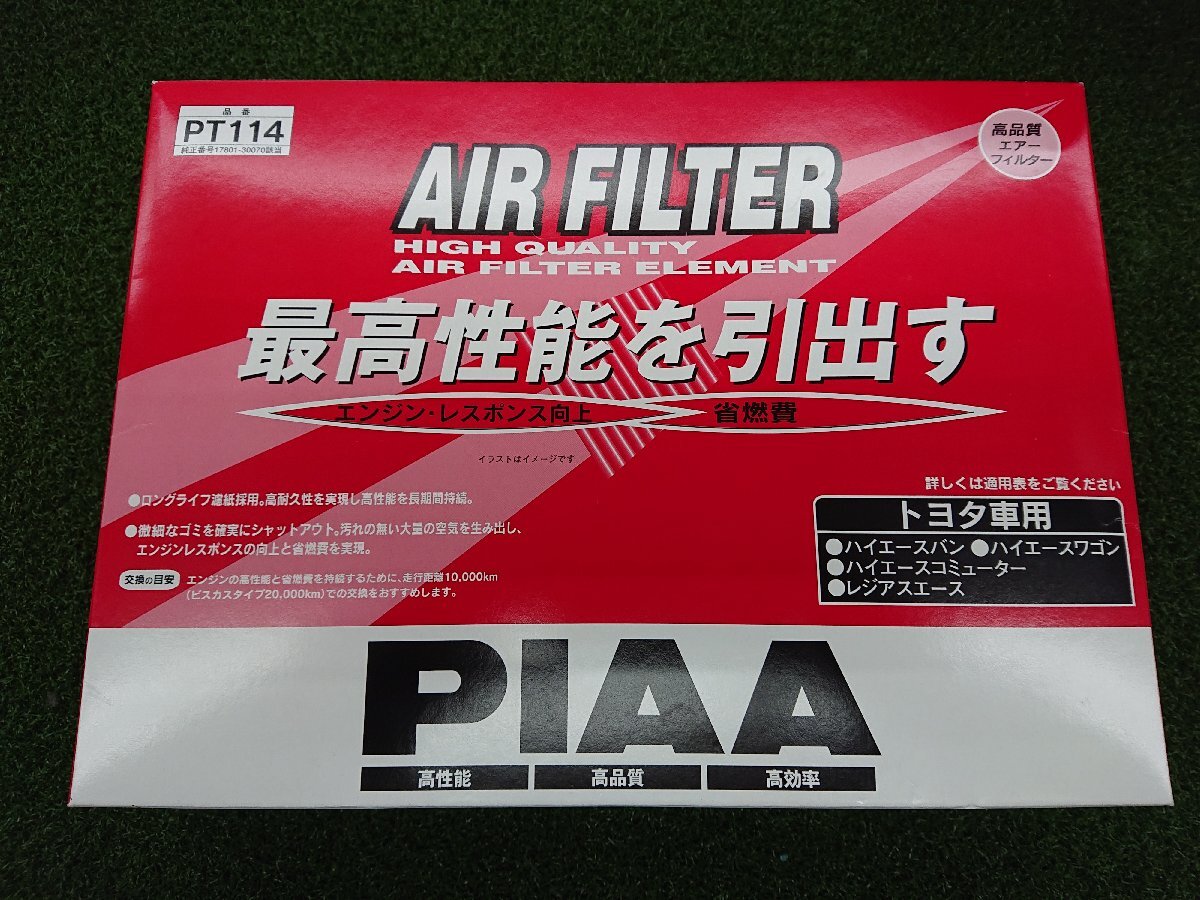 品番
PT114
純正番号17801-30070該当
高品質
エアー
フィルター
AIR FILTER
HIGH QUALITY
AIR FILTER ELEMENT
最高性能を引出す
エンジン・レスポンス向上
省燃費
イラストはイメージです
●ロングライフ濾紙採用。高耐久性を実現し高性能を長期間持続。
●微細なゴミを確実にシャットアウト。汚れの無い大量の空気を生み出し、
エンジンレスポンスの向上と省燃費を実現。
交換の目安
エンジンの高性能と省燃費を持続するために、走行距離10,000km
(ビスカスタイプ20,000km)での交換をおすすめします。
詳しくは適用表をご覧ください
トヨタ車用
●ハイエースバン ●ハイエースワゴン
●ハイエースコミューター
●レジアスエース
PIAA
高性能 高品質 高効率